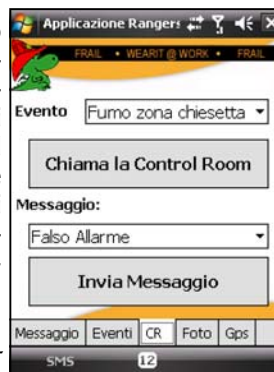 Applicazione Ranger:
FRAIL • WEARIT@WORK • FRAIL
Evento Fumo zona chiesetta
Chiama la Control Room
Messaggio:
Falso Allarme
Invia Messaggio
Messaggio Eventi CR Foto Gps
SMS 12